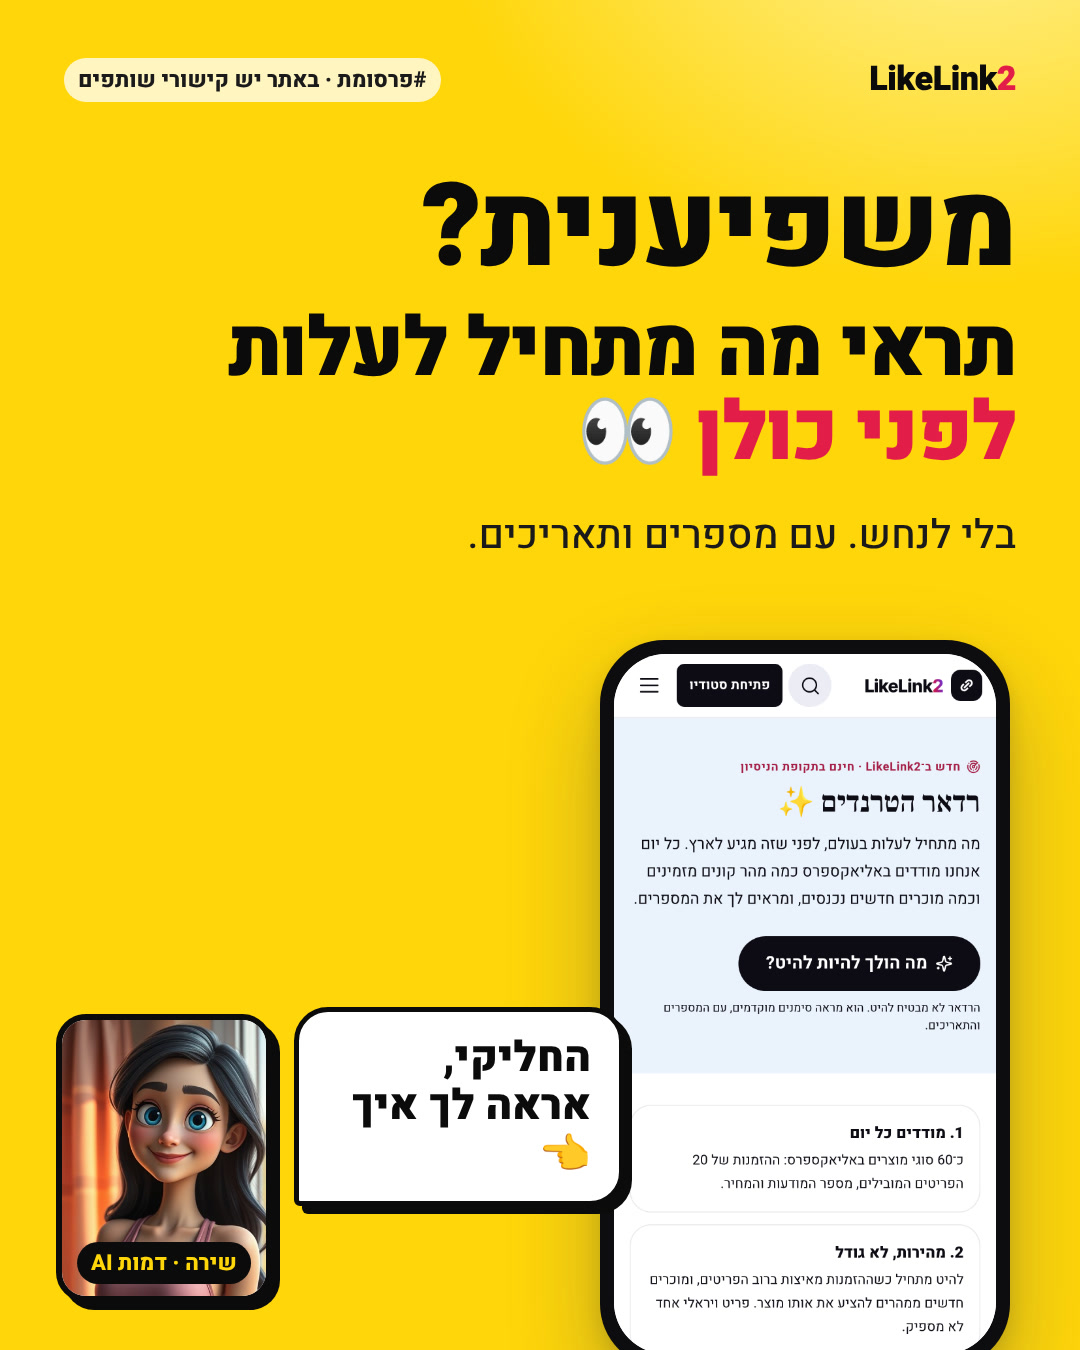 LikeLink2
#פרסומת · באתר יש קישורי שותפים
משפיענית?
תראי מה מתחיל לעלות
לפני כולן 👀
בלי לנחש. עם מספרים ותאריכים.
LikeLink2
פתיחת סטודיו
חדש ב־LikeLink2 · חינם בתקופת הניסיון
רדאר הטרנדים ✨
מה מתחיל לעלות בעולם, לפני שזה מגיע לארץ. כל יום
אנחנו מודדים באליאקספרס כמה מהר קונים מזמינים
וכמה מוכרים חדשים נכנסים, ומראים לך את המספרים.
מה הולך להיות להיט?
הרדאר לא מבטיח להיט. הוא מראה סימנים מוקדמים, עם המספרים
והתאריכים.
1. מודדים כל יום
כ־60 סוגי מוצרים באליאקספרס: ההזמנות של 20
הפריטים המובילים, מספר המודעות והמחיר.
2. מהירות, לא גודל
להיט מתחיל כשההזמנות מאיצות ברוב הפריטים, ומוכרים
חדשים ממהרים להציע את אותו מוצר. פריט ויראלי אחד
לא מספיק.
החליקי,
אראה לך איך
👈
שירה · דמות AI